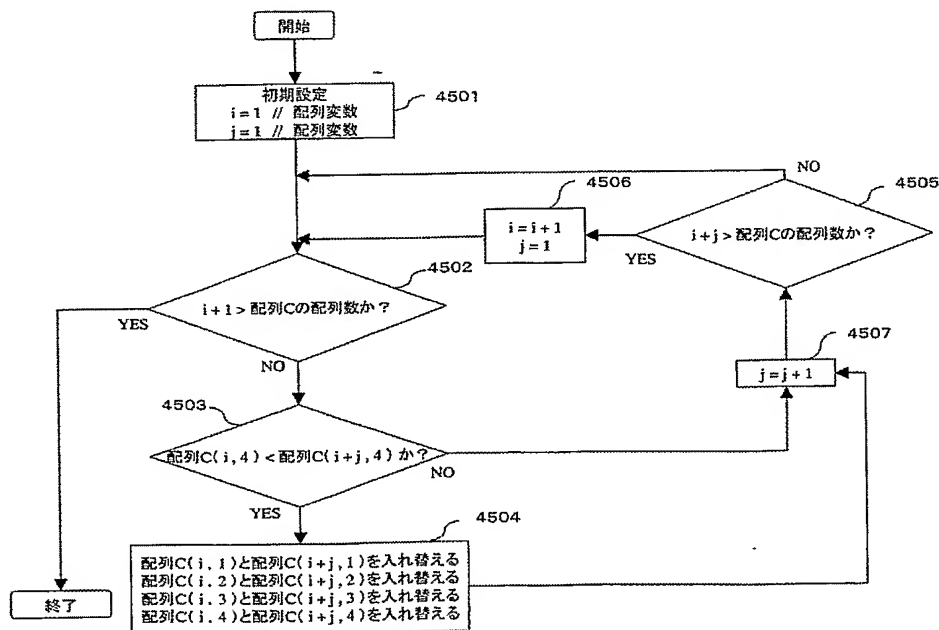 開始
初期設定
i=1 // 配列変数
j=1 // 配列変数
4501
NO
4505
4506
i=i+1
j=1
i+j>配列Cの配列数か?
YES
4502
i+1>配列Cの配列数か?
YES
NO
4507
j=j+1
4503
配列C(i,4)<配列C(i+j,4)か?
NO
YES
4504
配列C(i,1)と配列C(i+j,1)を入れ替える
配列C(i.2)と配列C(i+j,2)を入れ替える
配列C(i.3)と配列C(i+j,3)を入れ替える
配列C(i.4)と配列C(i+j,4)を入れ替える
終了